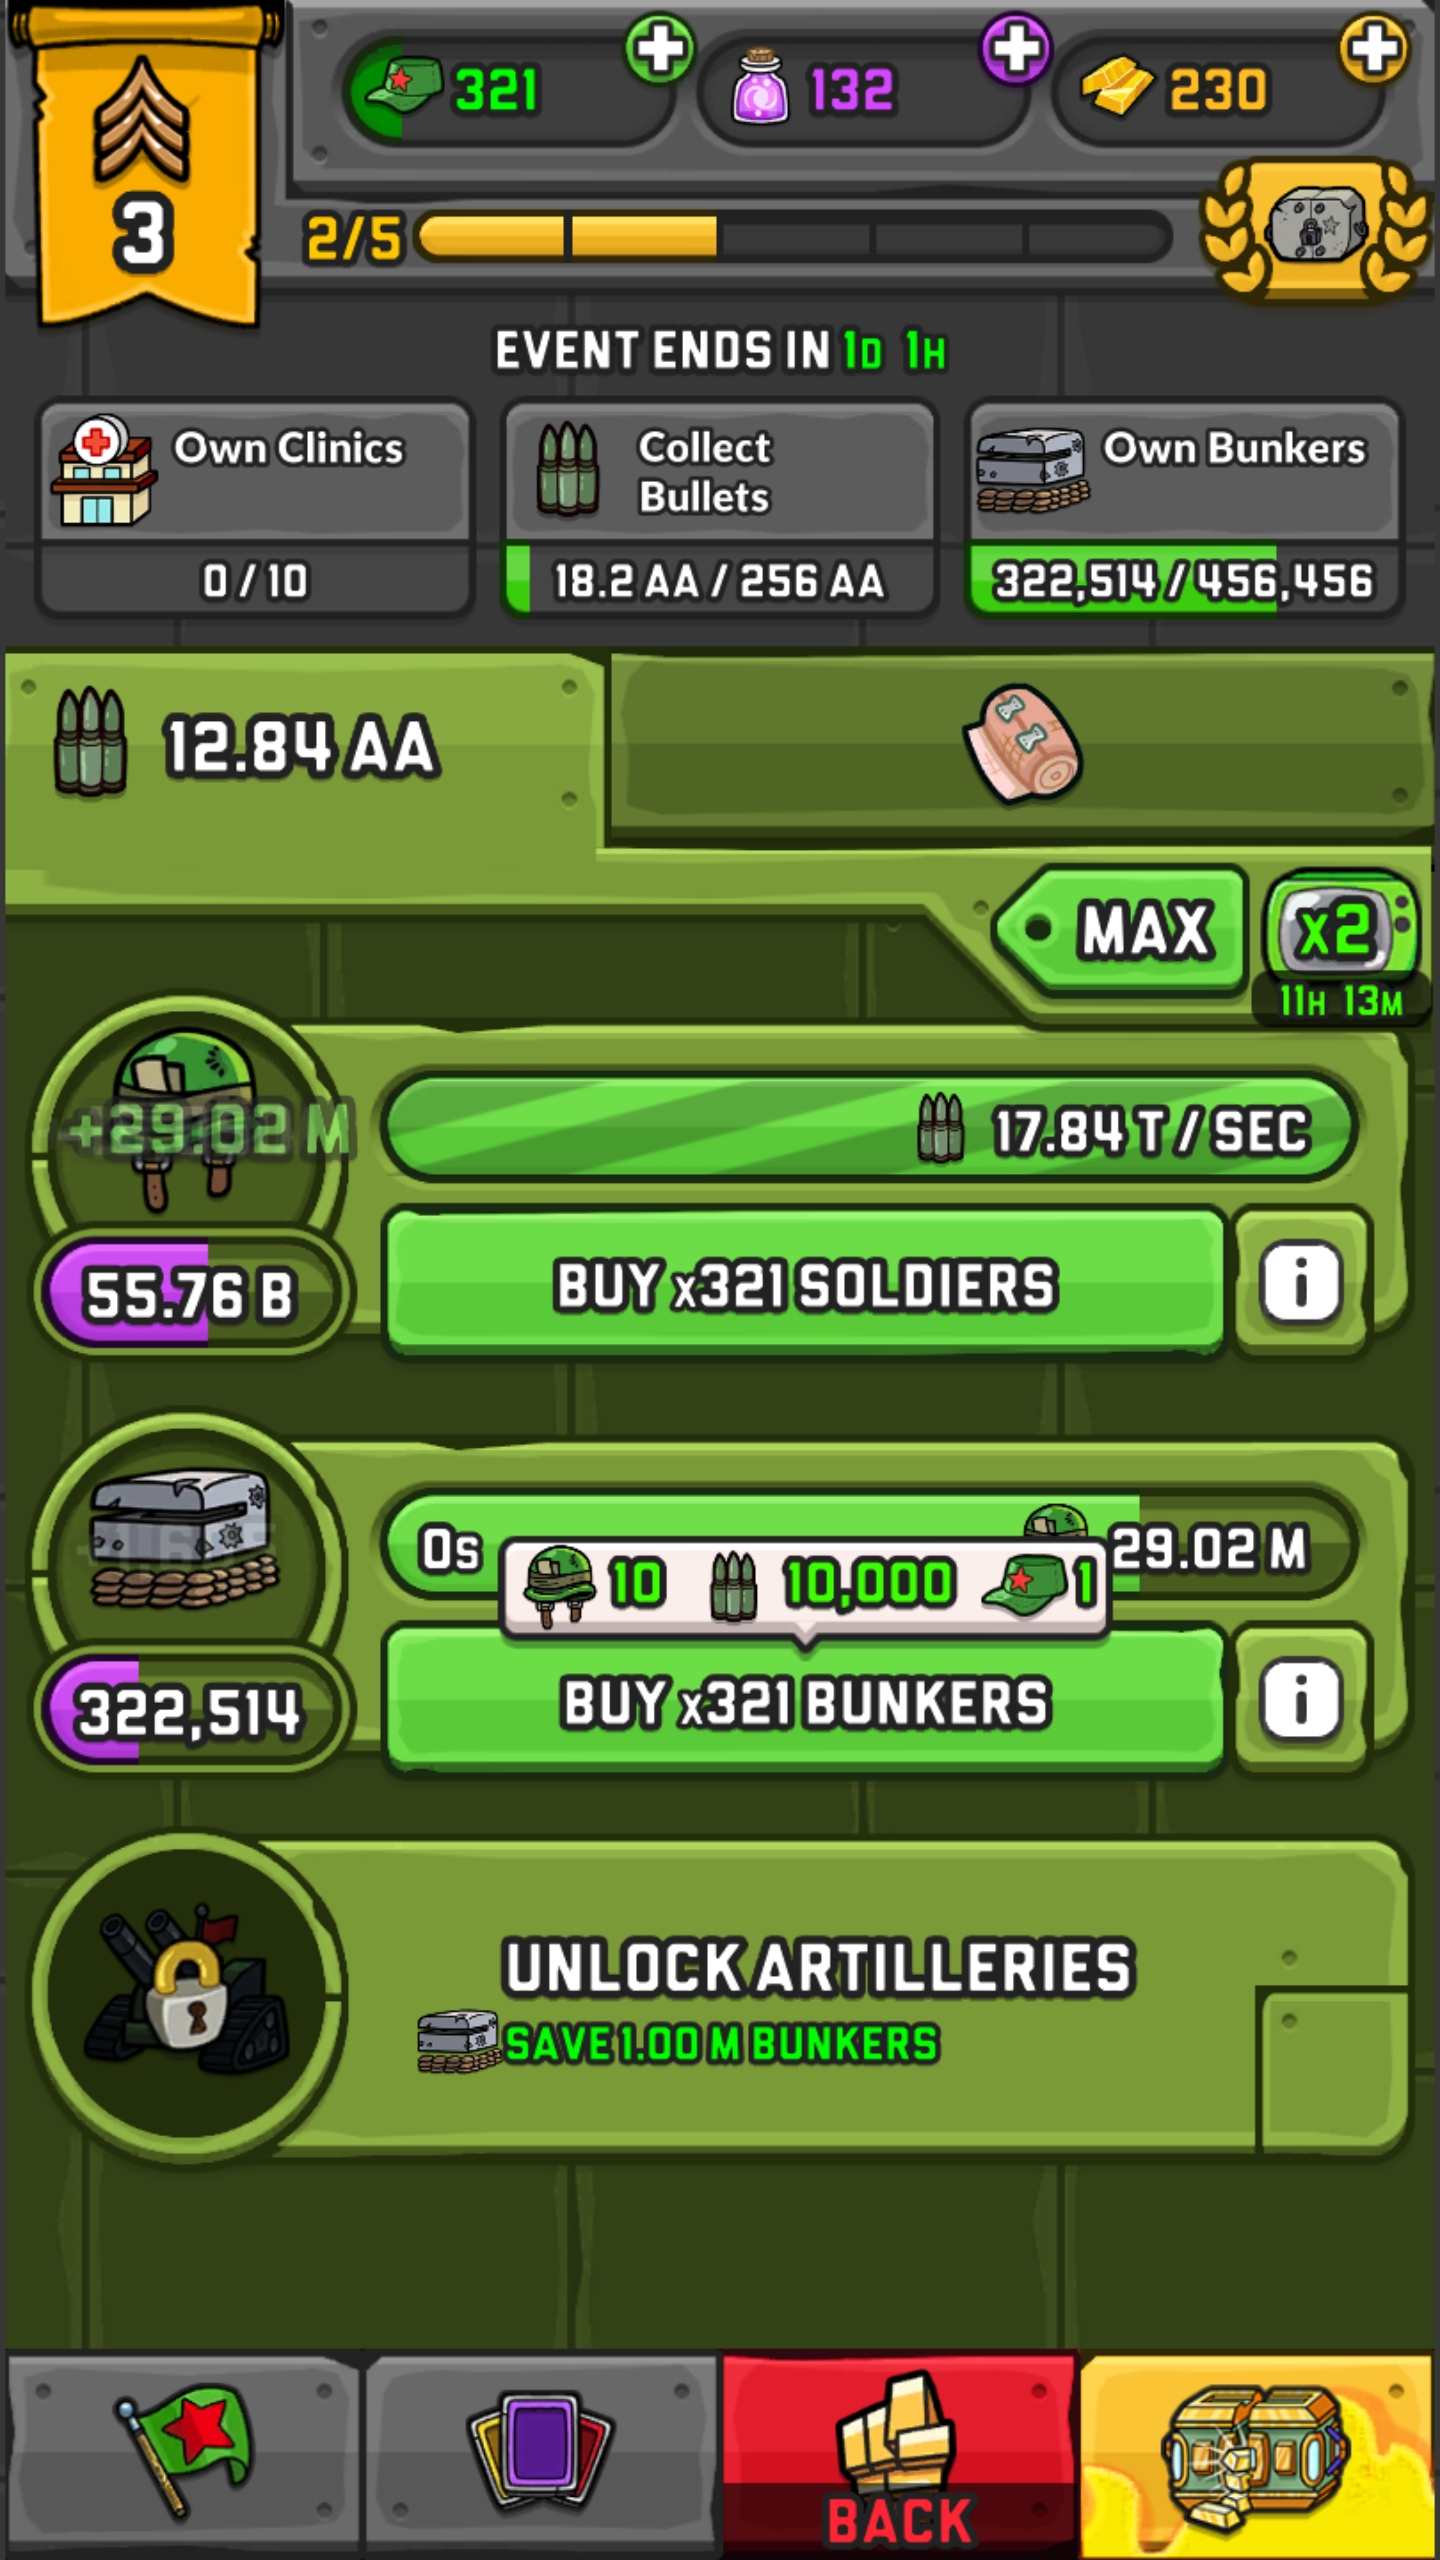 321
132
230
3
2/5
EVENT ENDS IN 1D 1H
Own Clinics
0 / 10
Collect
Bullets
18.2 AA / 256 AA
Own Bunkers
322,514 / 456,456
12.84 AA
MAX
x2
11H 13M
+29.02 M
17.84 T / SEC
55.76 B
BUY x321 SOLDIERS
0s
29.02 M
10 10,000 1
322,514
BUY x321 BUNKERS
UNLOCK ARTILLERIES
SAVE 1.00 M BUNKERS
BACK